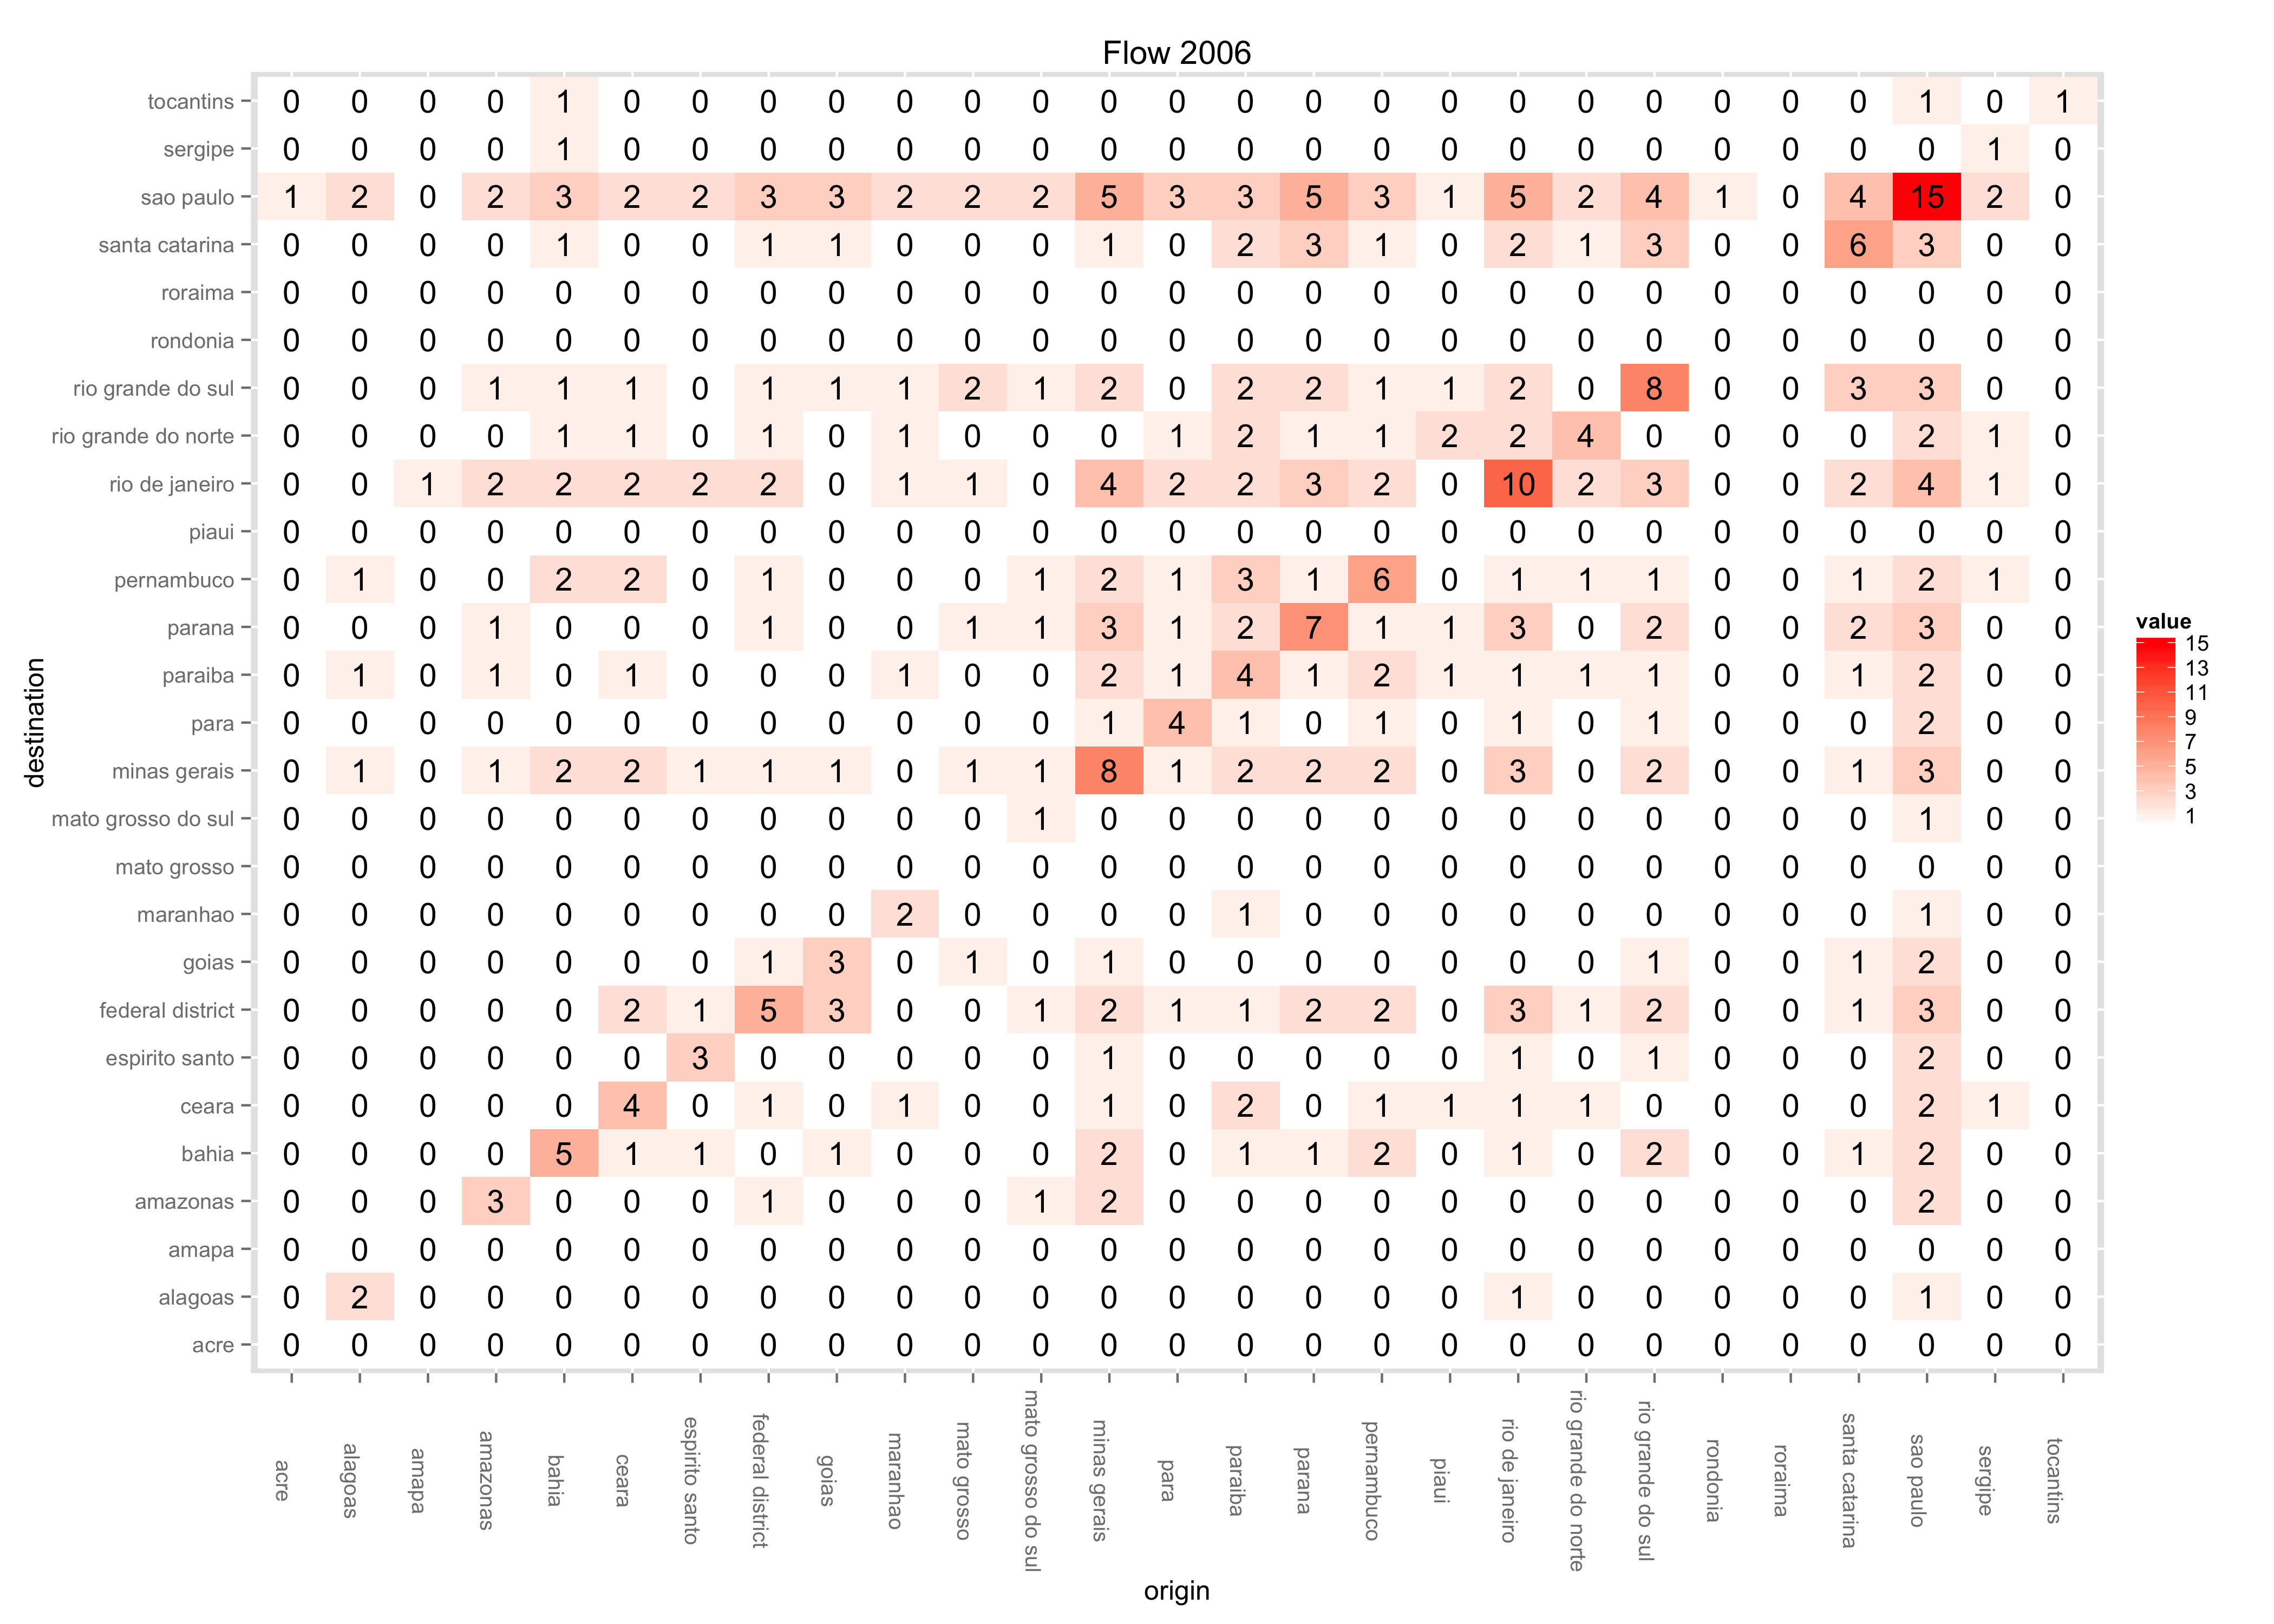 Flow 2006
tocantins 0 0 0 0 1 0 0 0 0 0 0 0 0 0 0 0 0 0 0 0 0 0 0 0 1 0 1
sergipe 0 0 0 0 1 0 0 0 0 0 0 0 0 0 0 0 0 0 0 0 0 0 0 0 0 1 0
sao paulo 1 2 0 2 3 2 2 3 3 2 2 2 5 3 3 5 3 1 5 2 4 1 0 4 15 2 0
santa catarina 0 0 0 0 1 0 0 1 1 0 0 0 1 0 2 3 1 0 2 1 3 0 0 6 3 0 0
roraima 0 0 0 0 0 0 0 0 0 0 0 0 0 0 0 0 0 0 0 0 0 0 0 0 0 0 0
rondonia 0 0 0 0 0 0 0 0 0 0 0 0 0 0 0 0 0 0 0 0 0 0 0 0 0 0 0
rio grande do sul 0 0 0 1 1 1 0 1 1 1 2 1 2 0 2 2 1 1 2 0 8 0 0 3 3 0 0
rio grande do norte 0 0 0 0 1 1 0 1 0 1 0 0 0 1 2 1 1 2 2 4 0 0 0 0 2 1 0
rio de janeiro 0 0 1 2 2 2 2 2 0 1 1 0 4 2 2 3 2 0 10 2 3 0 0 2 4 1 0
piaui 0 0 0 0 0 0 0 0 0 0 0 0 0 0 0 0 0 0 0 0 0 0 0 0 0 0 0
pernambuco 0 1 0 0 2 2 0 1 0 0 0 1 2 1 3 1 6 0 1 1 1 0 0 1 2 1 0
parana 0 0 0 1 0 0 0 1 0 0 1 1 3 1 2 7 1 1 3 0 2 0 0 2 3 0 0
paraiba 0 1 0 1 0 1 0 0 0 1 0 0 2 1 4 1 2 1 1 1 1 0 0 1 2 0 0
para 0 0 0 0 0 0 0 0 0 0 0 0 1 4 1 0 1 0 1 0 1 0 0 0 2 0 0
minas gerais 0 1 0 1 2 2 1 1 1 0 1 1 8 1 2 2 2 0 3 0 2 0 0 1 3 0 0
mato grosso do sul 0 0 0 0 0 0 0 0 0 0 0 1 0 0 0 0 0 0 0 0 0 0 0 0 1 0 0
mato grosso 0 0 0 0 0 0 0 0 0 0 0 0 0 0 0 0 0 0 0 0 0 0 0 0 0 0 0
maranhao 0 0 0 0 0 0 0 0 0 2 0 0 0 0 1 0 0 0 0 0 0 0 0 0 1 0 0
goias 0 0 0 0 0 0 0 1 3 0 1 0 1 0 0 0 0 0 0 0 1 0 0 1 2 0 0
federal district 0 0 0 0 0 2 1 5 3 0 0 1 2 1 1 2 2 0 3 1 2 0 0 1 3 0 0
espirito santo 0 0 0 0 0 0 3 0 0 0 0 0 1 0 0 0 0 0 1 0 1 0 0 0 2 0 0
ceara 0 0 0 0 0 4 0 1 0 1 0 0 1 0 2 0 1 1 1 1 0 0 0 0 2 1 0
bahia 0 0 0 0 5 1 1 0 1 0 0 0 2 0 1 1 2 0 1 0 2 0 0 1 2 0 0
amazonas 0 0 0 3 0 0 0 1 0 0 0 1 2 0 0 0 0 0 0 0 0 0 0 0 2 0 0
amapa 0 0 0 0 0 0 0 0 0 0 0 0 0 0 0 0 0 0 0 0 0 0 0 0 0 0 0
alagoas 0 2 0 0 0 0 0 0 0 0 0 0 0 0 0 0 0 0 1 0 0 0 0 0 1 0 0
acre 0 0 0 0 0 0 0 0 0 0 0 0 0 0 0 0 0 0 0 0 0 0 0 0 0 0 0
destination
acre
alagoas
amapa
amazonas
bahia
ceara
espirito santo
federal district
goias
maranhao
mato grosso
mato grosso do sul
minas gerais
para
paraiba
parana
pernambuco
piaui
rio de janeiro
rio grande do norte
rio grande do sul
rondonia
roraima
santa catarina
sao paulo
sergipe
tocantins
origin
value
15
13
11
9
7
5
3
1